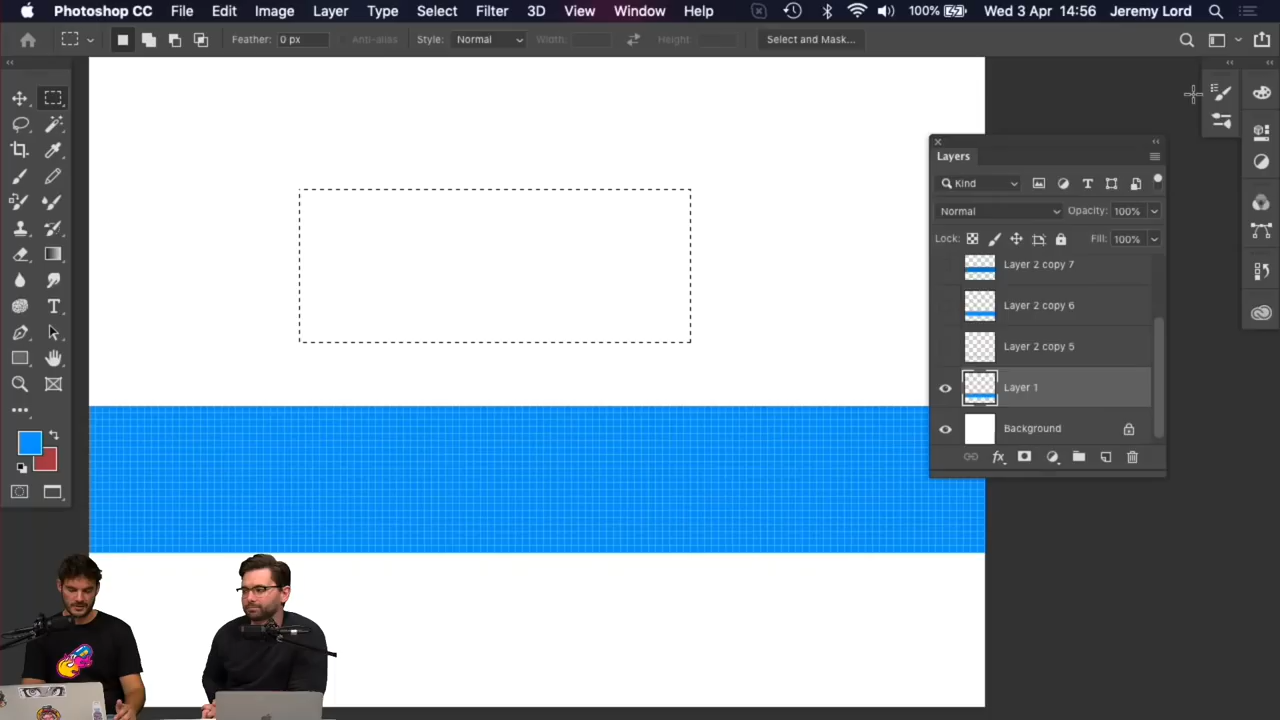 Photoshop CC File Edit Image Layer Type Select Filter 3D View Window Help 100% Wed 3 Apr 14:56 Jeremy Lord
Feather: 0 px Anti-alias Style: Normal Width: Height: Select and Mask...
Layers
Kind
Normal Opacity: 100%
Lock: Fill: 100%
Layer 2 copy 7
Layer 2 copy 6
Layer 2 copy 5
Layer 1
Background